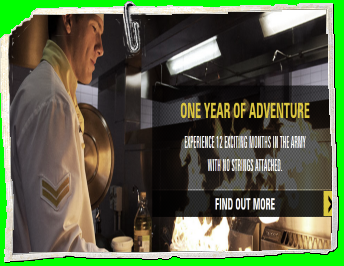 ONE YEAR OF ADVENTURE
EXPERIENCE 12 EXCITING MONTHS IN THE ARMY
WITH NO STRINGS ATTACHED.
FIND OUT MORE